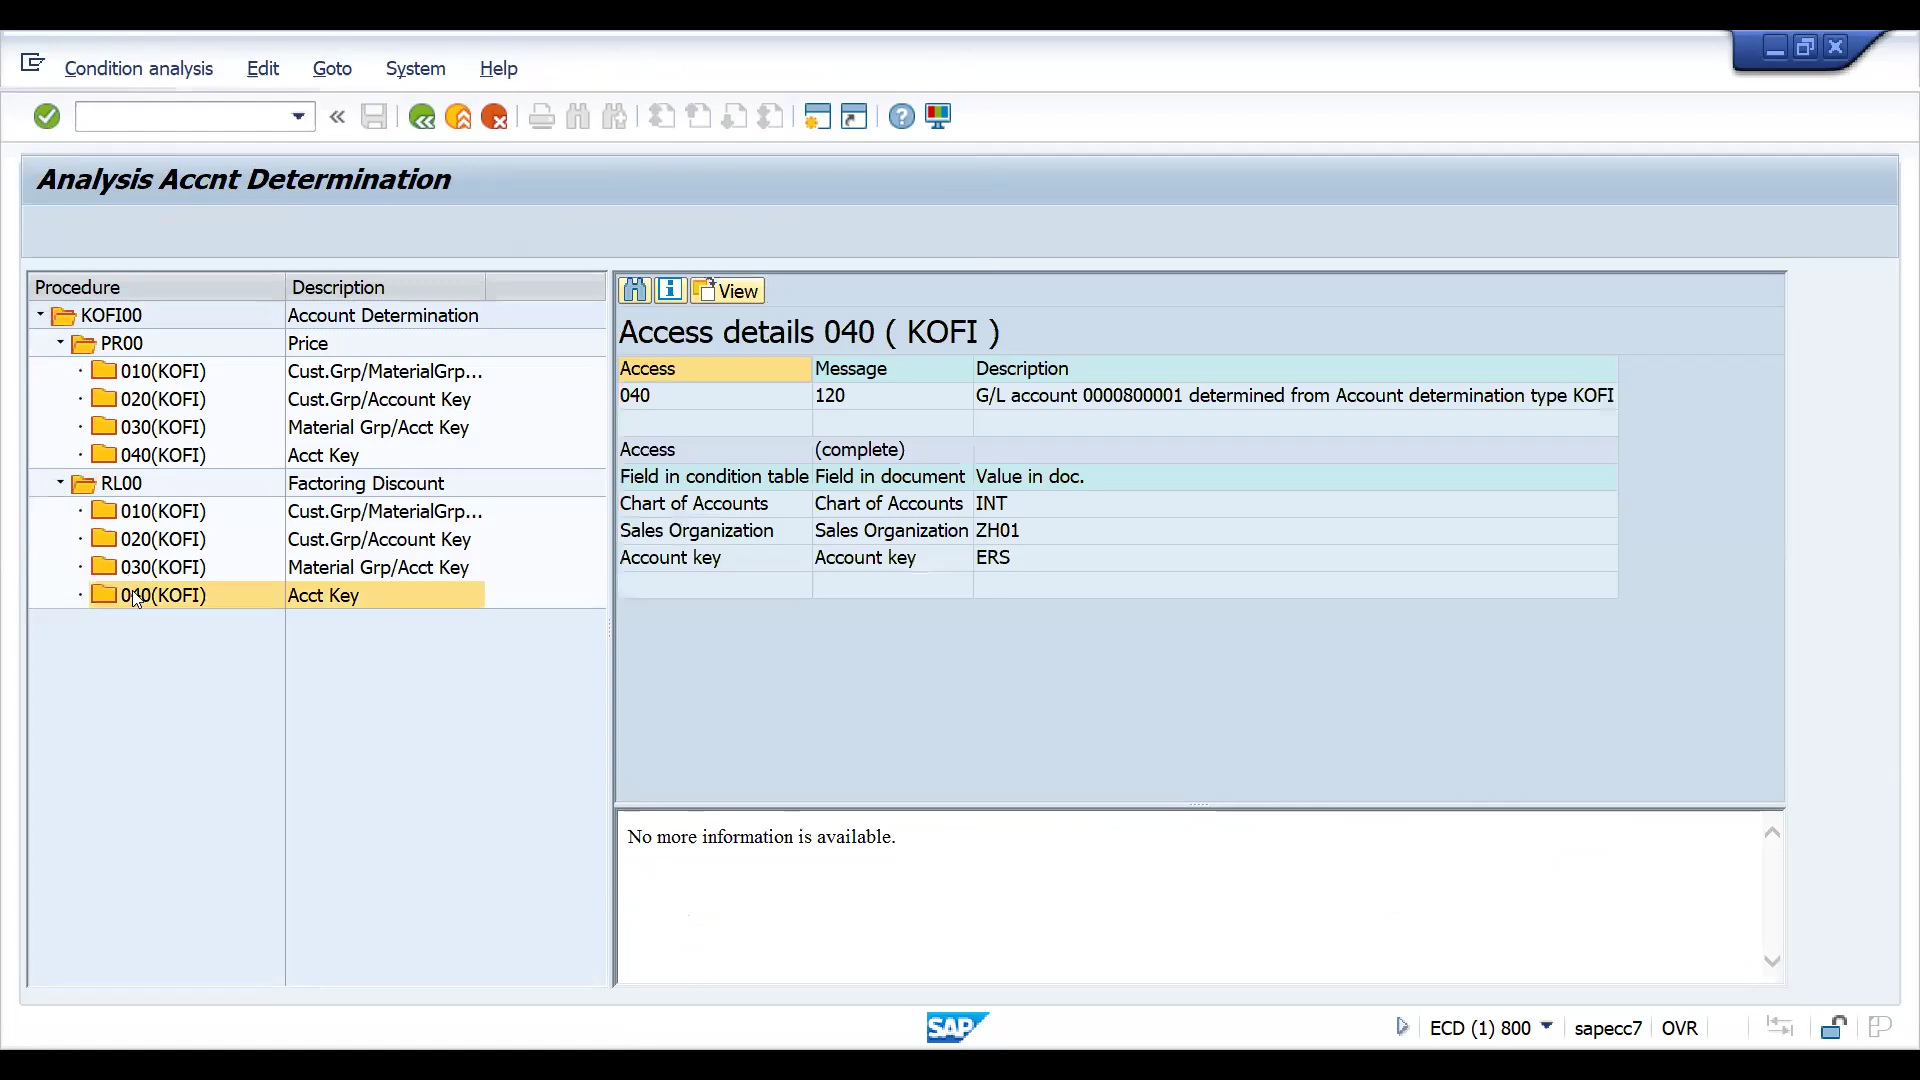 Condition analysis Edit Goto System Help
Analysis Accnt Determination
Procedure Description
KOFI00 Account Determination
PR00 Price
010(KOFI) Cust.Grp/MaterialGrp...
020(KOFI) Cust.Grp/Account Key
030(KOFI) Material Grp/Acct Key
040(KOFI) Acct Key
RL00 Factoring Discount
010(KOFI) Cust.Grp/MaterialGrp...
020(KOFI) Cust.Grp/Account Key
030(KOFI) Material Grp/Acct Key
040(KOFI) Acct Key
View
Access details 040 ( KOFI )
Access Message Description
040 120 G/L account 0000800001 determined from Account determination type KOFI
Access (complete)
Field in condition table Field in document Value in doc.
Chart of Accounts Chart of Accounts INT
Sales Organization Sales Organization ZH01
Account key Account key ERS
No more information is available.
SAP ECD (1) 800 sapecc7 OVR